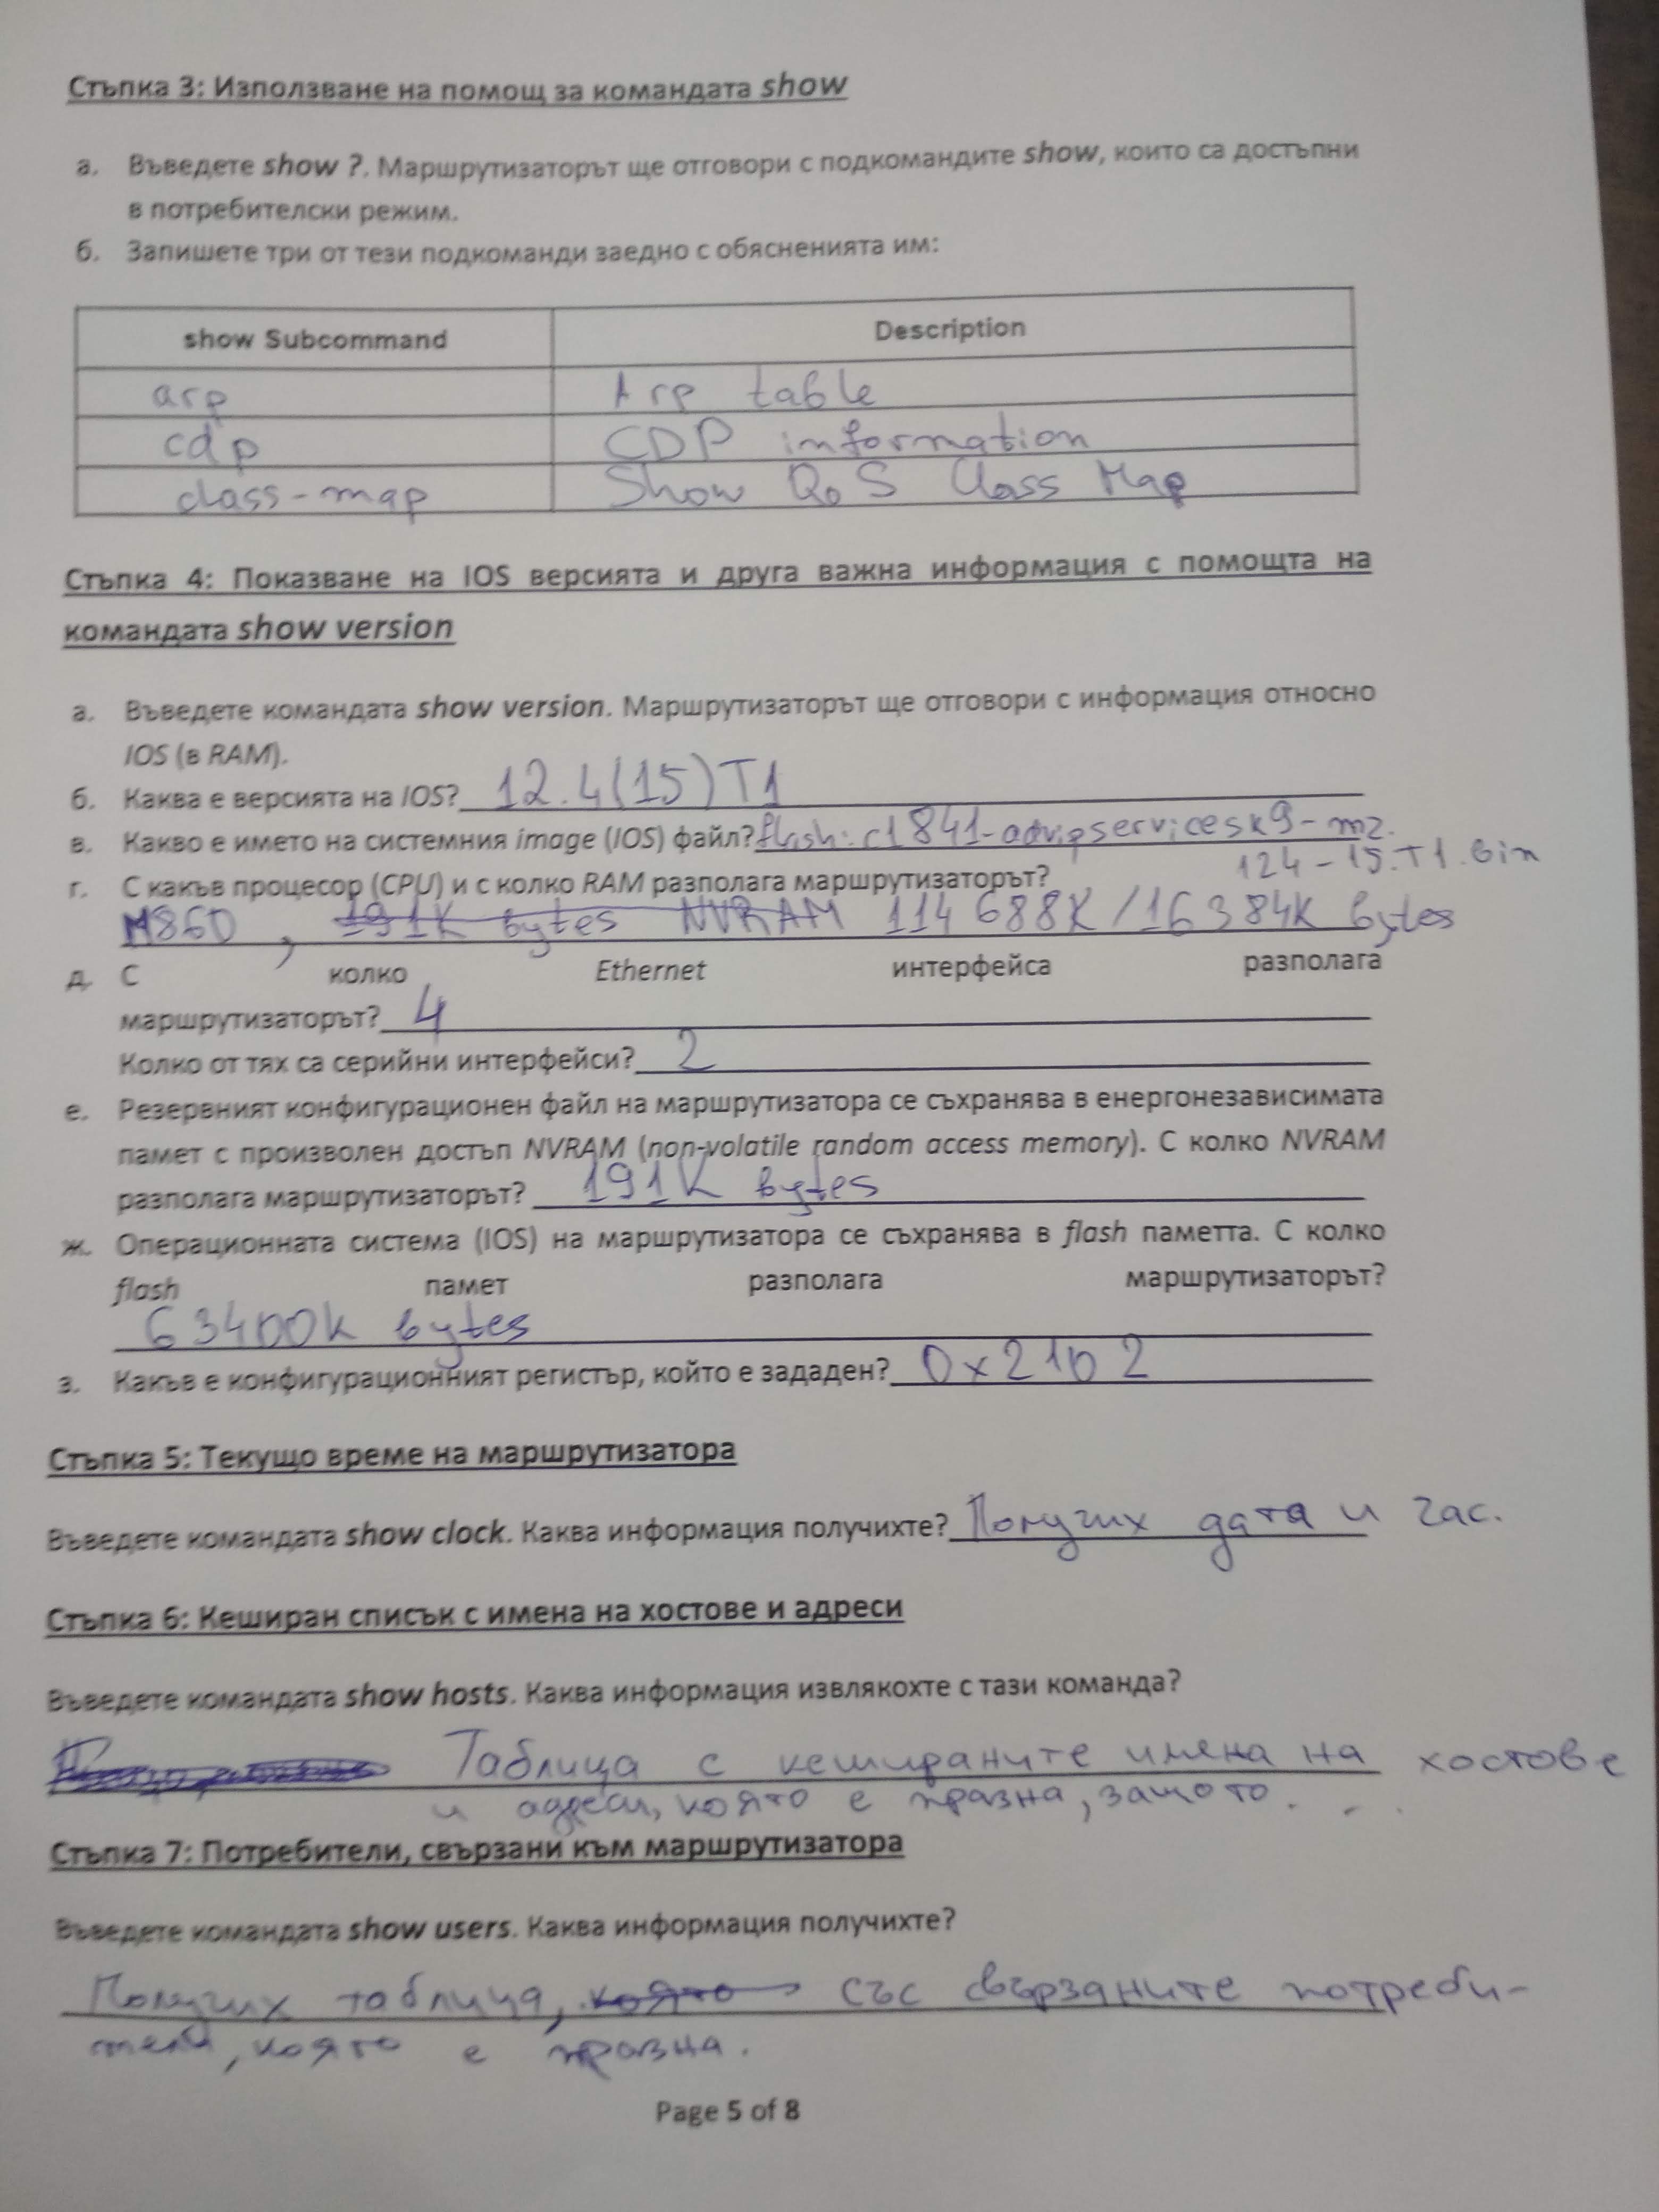 Стъпка 3: Използване на помощ за командата show
а. Въведете show ?. Маршрутизаторът ще отговори с подкомандите show, които са достъпни
в потребителски режим.
б. Запишете три от тези подкоманди заедно с обясненията им:
show Subcommand Description
arp Arp table
cdp CDP information
class-map Show QoS Class Map
Стъпка 4: Показване на IOS версията и друга важна информация с помощта на
командата show version
а. Въведете командата show version. Маршрутизаторът ще отговори с информация относно
IOS (в RAM).
б. Каква е версията на IOS? 12.4(15)T1
в. Какво е името на системния image (IOS) файл? flash:c1841-advipservicesk9-mz.
124-15.T1.bin
г. С какъв процесор (CPU) и с колко RAM разполага маршрутизаторът?
M860, 191K bytes NVRAM 114688K/16384K bytes
д. С колко Ethernet интерфейса разполага
маршрутизаторът? 4
Колко от тях са серийни интерфейси? 2
е. Резервният конфигурационен файл на маршрутизатора се съхранява в енергонезависимата
памет с произволен достъп NVRAM (non-volatile random access memory). С колко NVRAM
разполага маршрутизаторът? 191K bytes
ж. Операционната система (IOS) на маршрутизатора се съхранява в flash паметта. С колко
flash памет разполага маршрутизаторът?
63400K bytes
з. Какъв е конфигурационният регистър, който е зададен? 0x2102
Стъпка 5: Текущо време на маршрутизатора
Въведете командата show clock. Каква информация получихте? Получих дата и час.
Стъпка 6: Кеширан списък с имена на хостове и адреси
Въведете командата show hosts. Каква информация извлякохте с тази команда?
Таблица с кешираните имена на хостове
и адреси, която е празна, защото...
Стъпка 7: Потребители, свързани към маршрутизатора
Въведете командата show users. Каква информация получихте?
Получих таблица, която със свързаните потреби-
тели, която е празна.
Page 5 of 8